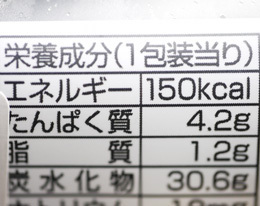 栄養成分(1包装当り)
エネルギー 150kcal
たんぱく質 4.2g
脂質 1.2g
炭水化物 30.6g